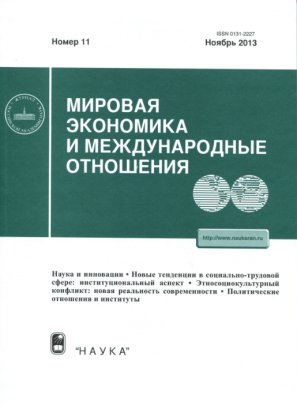 ISSN 0131-2227
Номер 11
Ноябрь 2013
МИРОВАЯ
ЭКОНОМИКА
И МЕЖДУНАРОДНЫЕ
ОТНОШЕНИЯ
http://www.naukaran.ru
Наука и инновации • Новые тенденции в социально-трудовой
сфере: институциональный аспект • Этносоциокультурный
конфликт: новая реальность современности • Политические
отношения и институты
"НАУКА"